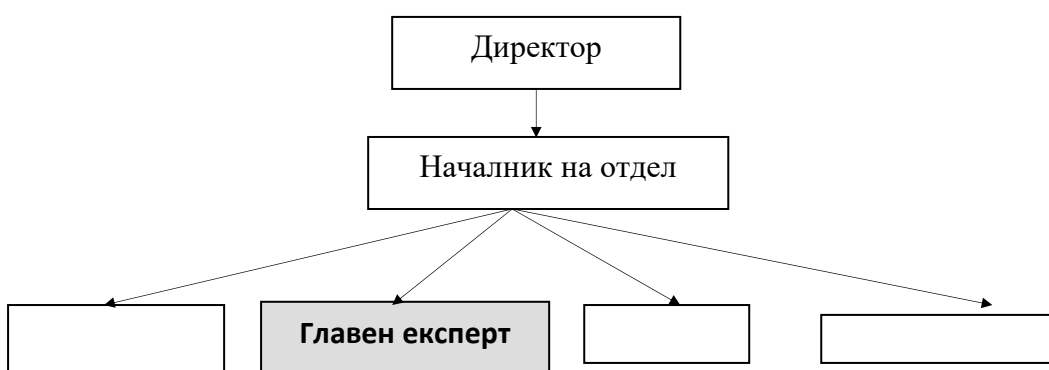 Директор
Началник на отдел
Главен експерт